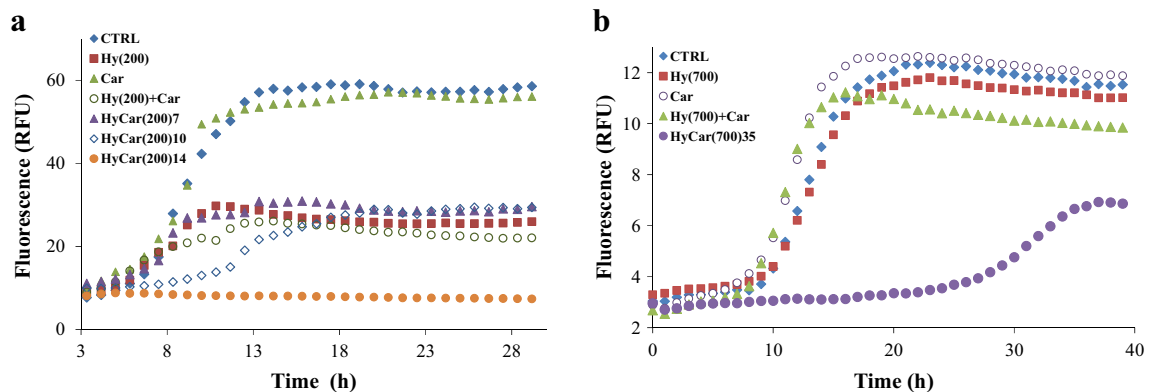 a
CTRL
Hy(200)
Car
Hy(200)+Car
HyCar(200)7
HyCar(200)10
HyCar(200)14
Fluorescence (RFU)
80
60
40
20
0
3 8 13 18 23 28
Time (h)
b
CTRL
Hy(700)
Car
Hy(700)+Car
HyCar(700)35
Fluorescence (RFU)
12
10
8
6
4
2
0 10 20 30 40
Time (h)